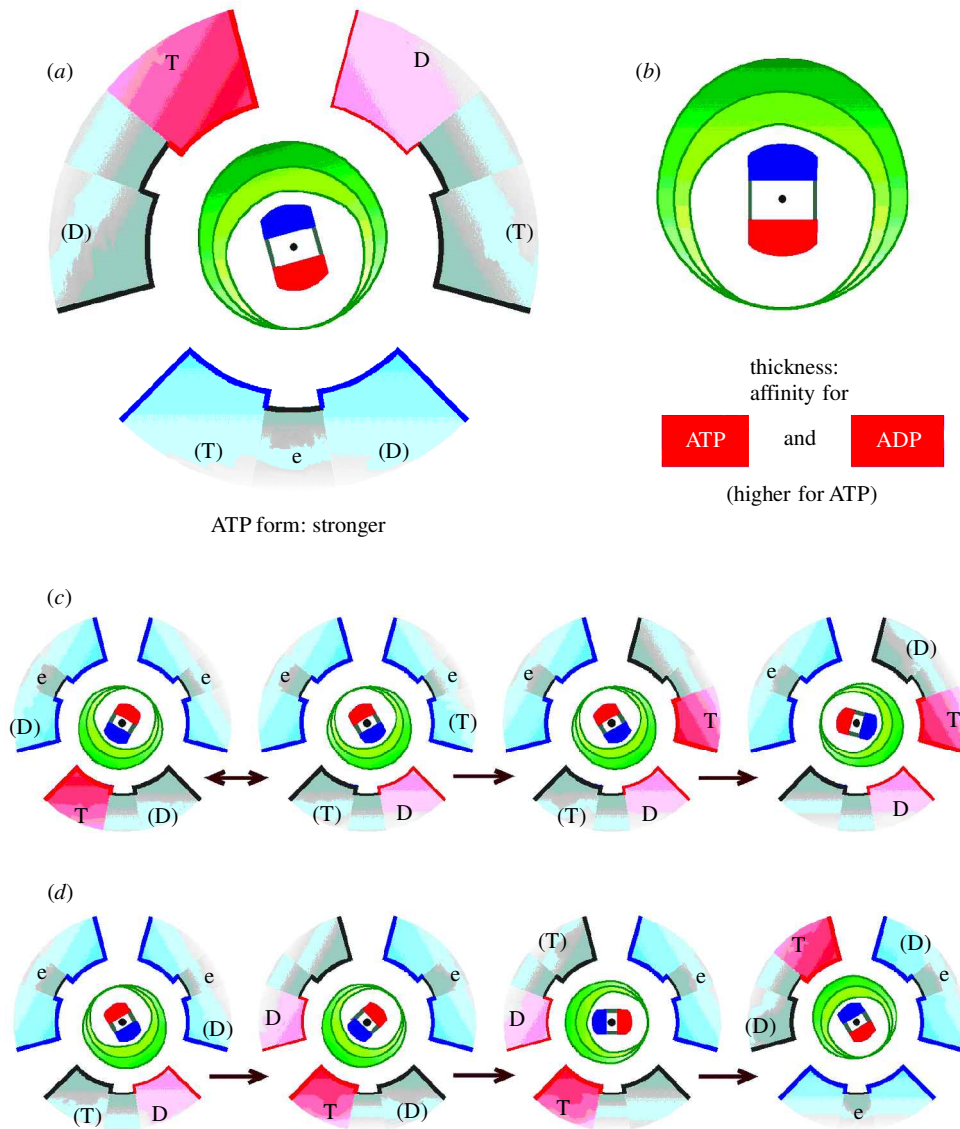 (a)
T
D
(D)
(T)
(T)
e
(D)
ATP form: stronger
(b)
thickness:
affinity for
ATP and ADP
(higher for ATP)
(c)
e
e
(D)
T
(D)
e
(T)
(T)
D
e
T
(T)
D
(D)
e
T
D
(d)
e
e
(D)
(T)
D
e
D
T
(D)
(T)
e
D
T
T
(D)
(D)
e